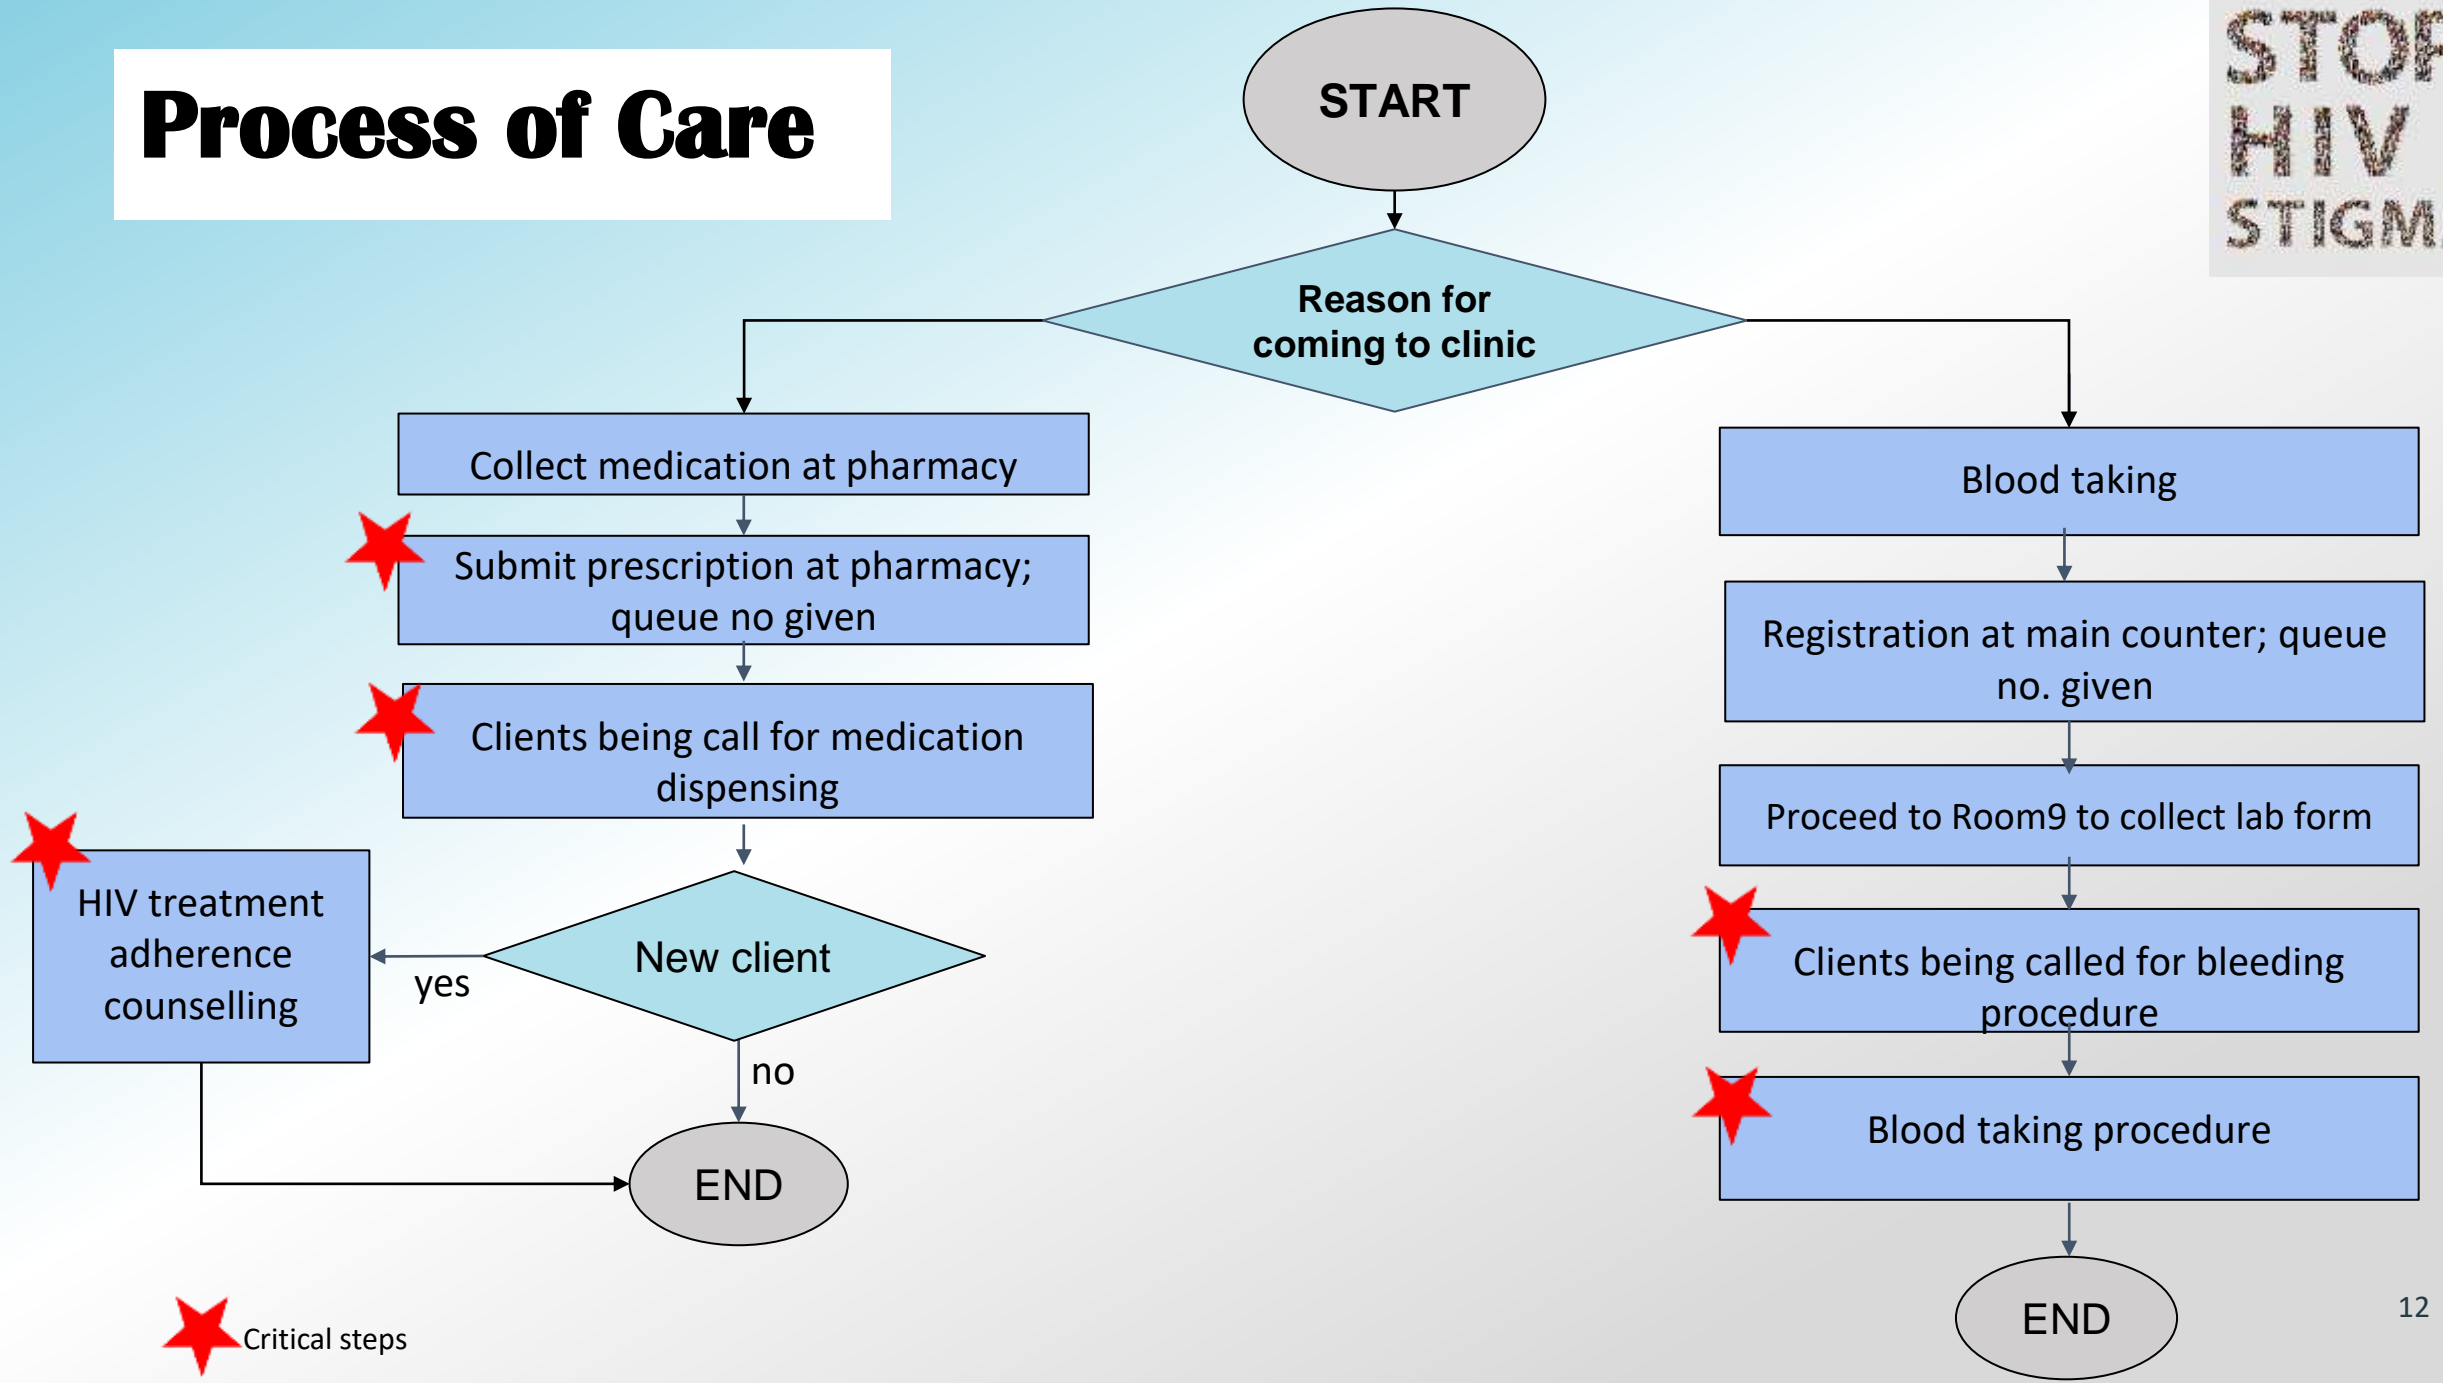 Process of Care
START
STOP
HIV
STIGMA
Reason for
coming to clinic
Collect medication at pharmacy
Submit prescription at pharmacy;
queue no given
Clients being call for medication
dispensing
New client
yes
HIV treatment
adherence
counselling
no
END
Blood taking
Registration at main counter; queue
no. given
Proceed to Room9 to collect lab form
Clients being called for bleeding
procedure
Blood taking procedure
END
Critical steps
12